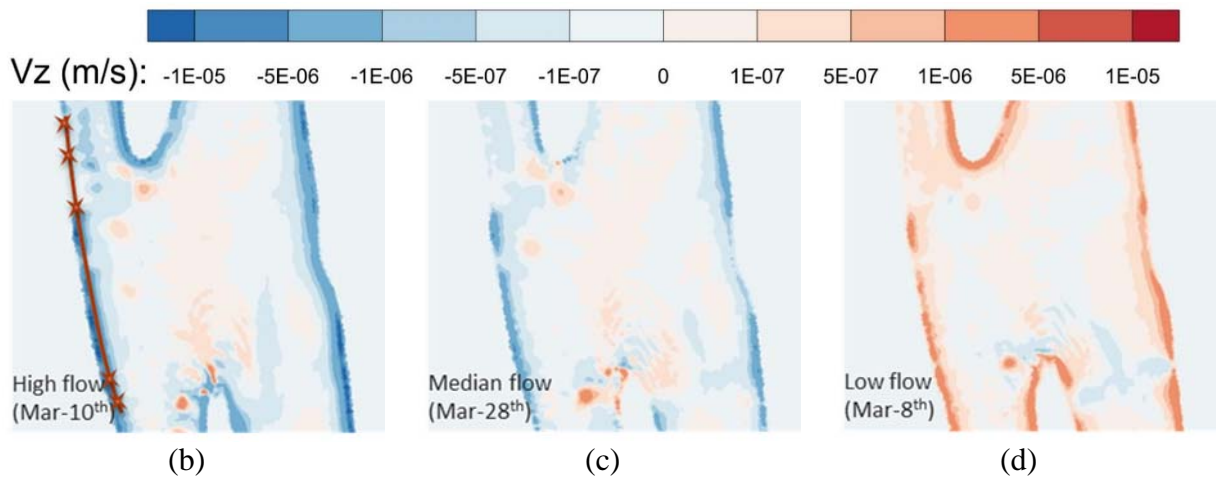 Vz (m/s): -1E-05 -5E-06 -1E-06 -5E-07 -1E-07 0 1E-07 5E-07 1E-06 5E-06 1E-05
High flow
(Mar-10th)
Median flow
(Mar-28th)
Low flow
(Mar-8th)
(b) (c) (d)